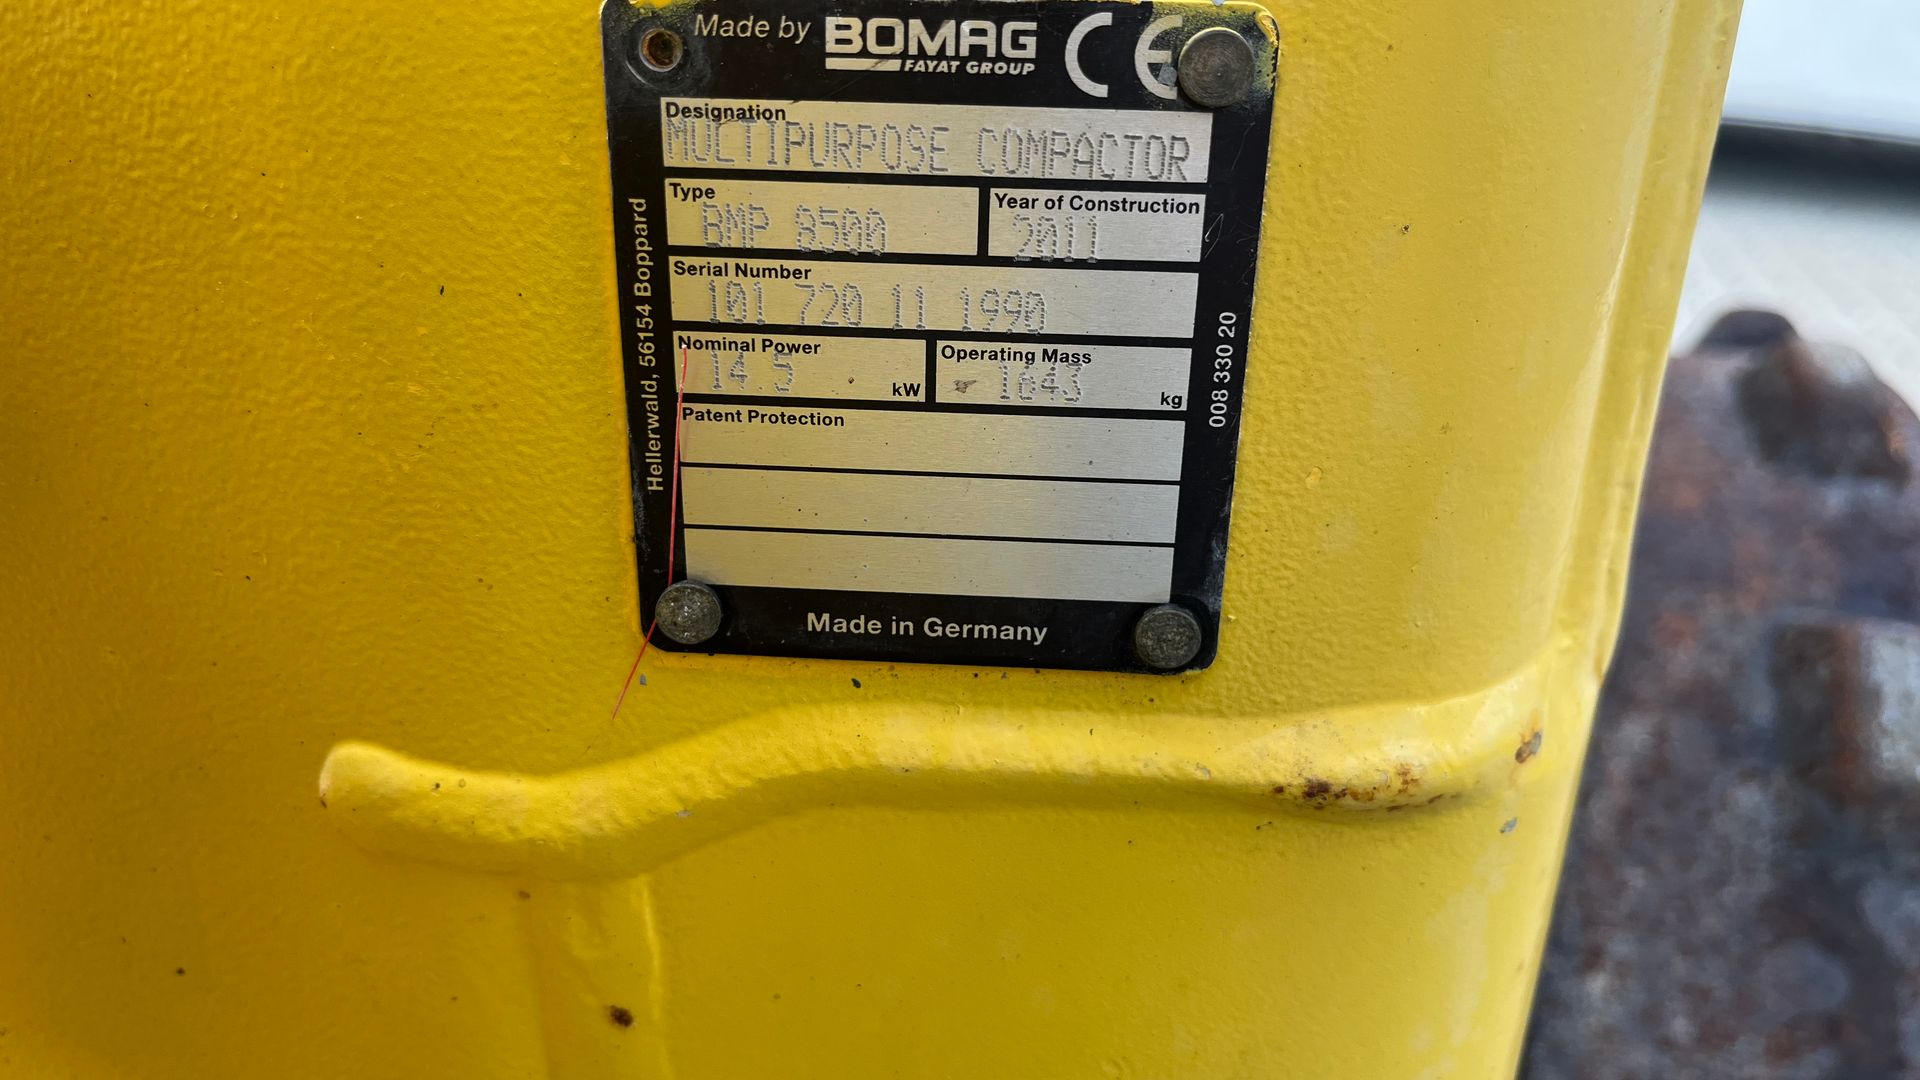 Made by BOMAG CE
FAYAT GROUP
Designation
MULTIPURPOSE COMPACTOR
Type
BMP 8500
Year of Construction
2011
Serial Number
101 720 11 1990
Nominal Power
14.5 kW
Operating Mass
1643 kg
Patent Protection
Made in Germany
Hellerwald, 56154 Boppard
008 330 20